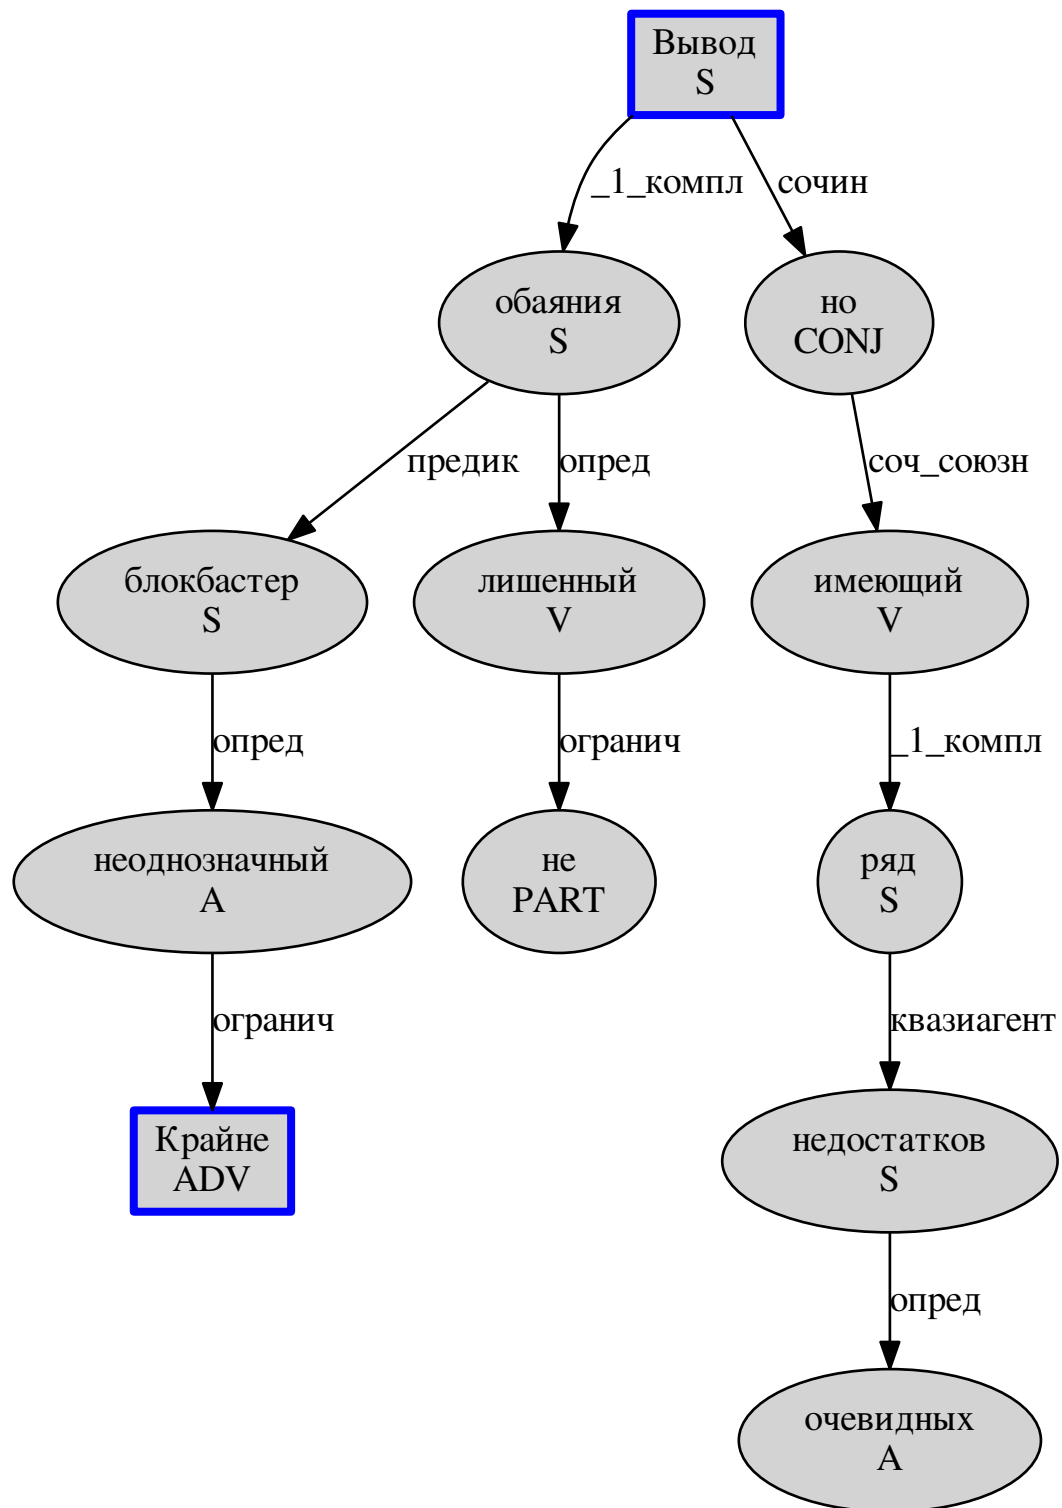 Вывод
S
_1_компл
сочин
обаяния
S
но
CONJ
предик
опред
соч_союзн
блокбастер
S
лишенный
V
имеющий
V
опред
огранич
_1_компл
неоднозначный
A
не
PART
ряд
S
огранич
квазиагент
Крайне
ADV
недостатков
S
опред
очевидных
A